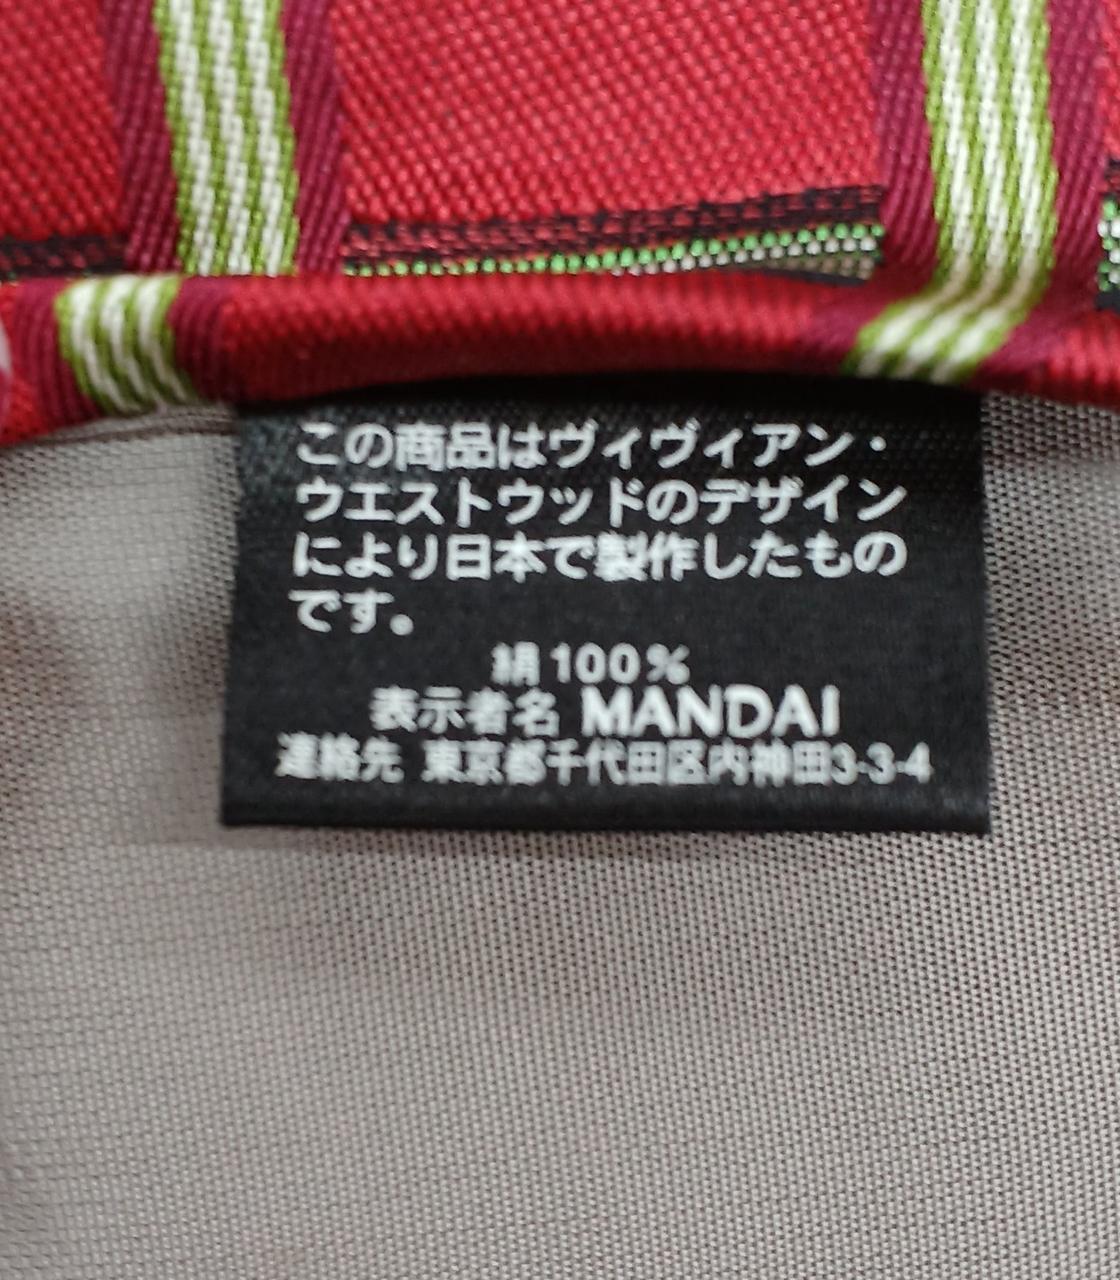 この商品はヴィヴィアン・
ウエストウッドのデザイン
により日本で製作したもの
です。
絹100%
表示者名 MANDAI
連絡先 東京都千代田区内神田3-3-4